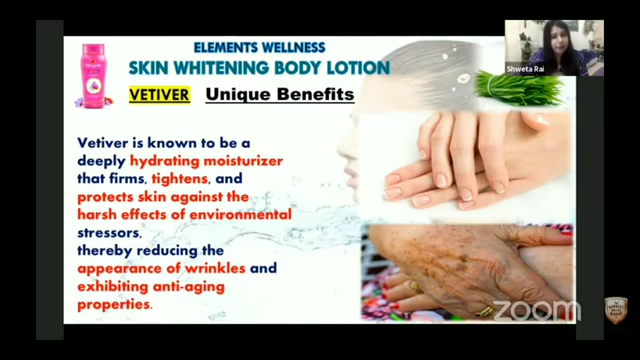 ELEMENTS WELLNESS
SKIN WHITENING BODY LOTION
VETIVER Unique Benefits
Shweta Rai
Vetiver is known to be a
deeply hydrating moisturizer
that firms, tightens, and
protects skin against the
harsh effects of environmental
stressors,
thereby reducing the
appearance of wrinkles and
exhibiting anti-aging
properties.
zoom